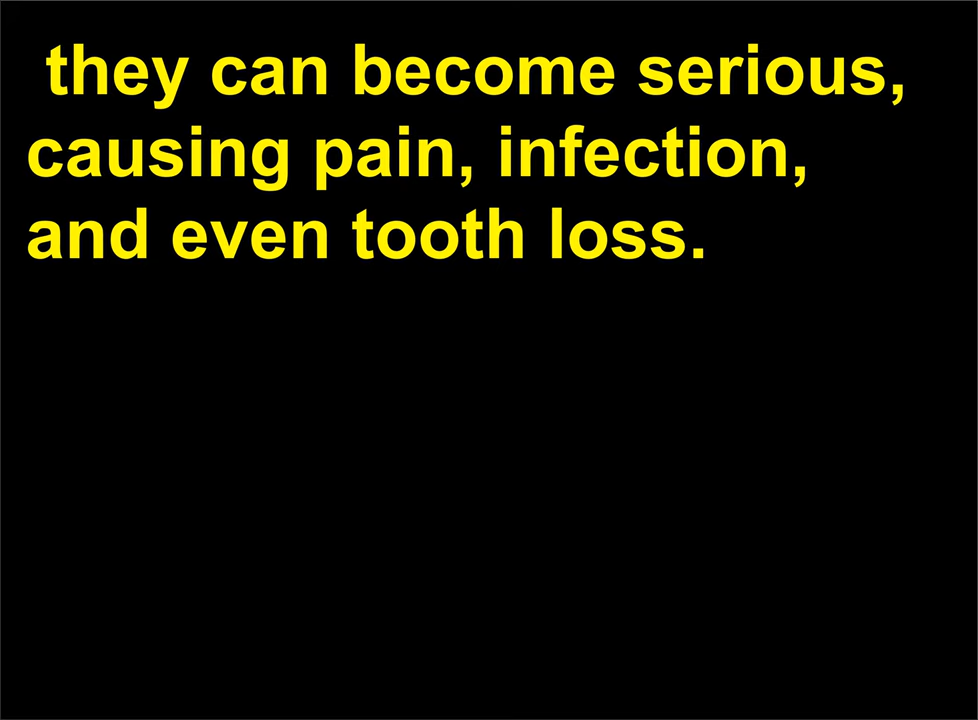 they can become serious,
causing pain, infection,
and even tooth loss.